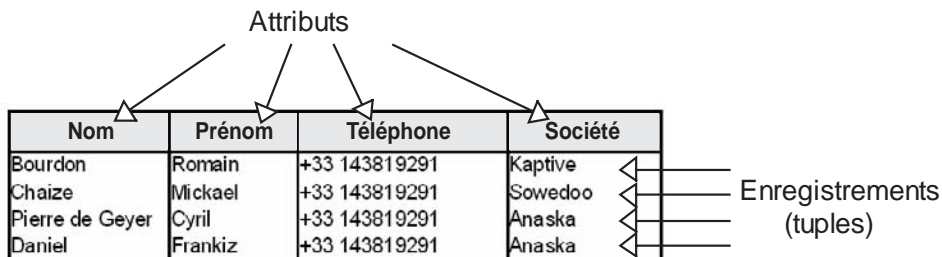 Attributs
Nom Prénom Téléphone Société
Bourdon Romain +33 143819291 Kaptive
Chaize Mickael +33 143819291 Sowedoo
Pierre de Geyer Cyril +33 143819291 Anaska
Daniel Frankiz +33 143819291 Anaska
Enregistrements
(tuples)